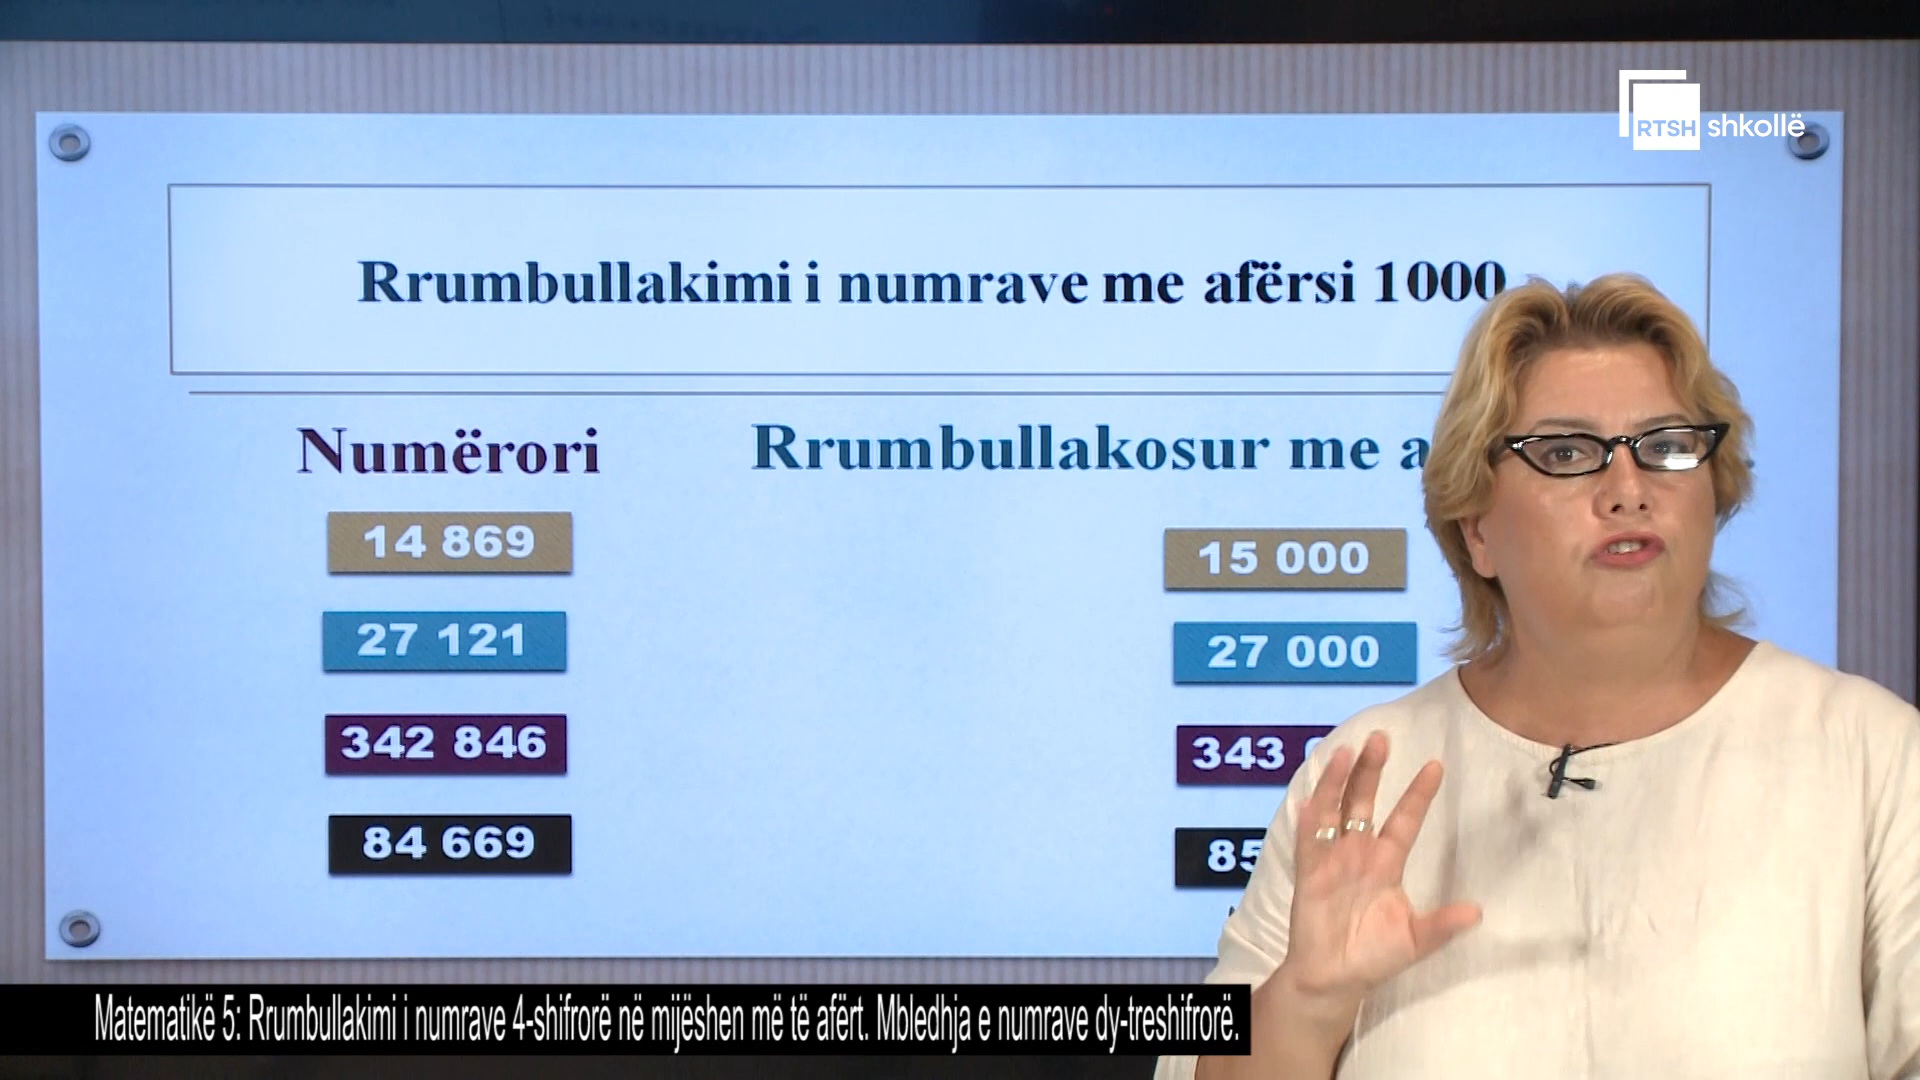 RTSH shkollë
Rrumbullakimi i numrave me afërsi 1000
Numërori
Rrumbullakosur me
14 869
15 000
27 121
27 000
342 846
343
84 669
85
Matematikë 5: Rrumbullakimi i numrave 4-shifrorë në mijëshen më të afërt. Mbledhja e numrave dy-treshifrorë.